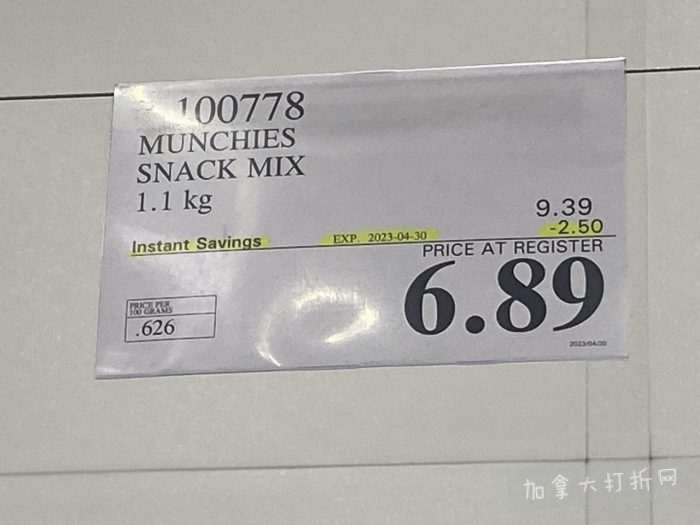 100778
MUNCHIES
SNACK MIX
1.1 kg
9.39
Instant Savings EXP. 2023-04-30 -2.50
PRICE AT REGISTER
6.89
PRICE PER
100 GRAMS
.626
2023/04/20
加拿大打折网